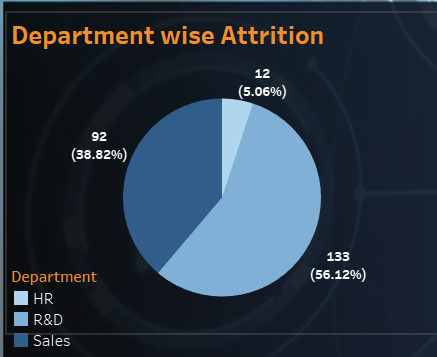 Department wise Attrition
12
(5.06%)
92
(38.82%)
133
(56.12%)
Department
HR
R&D
Sales